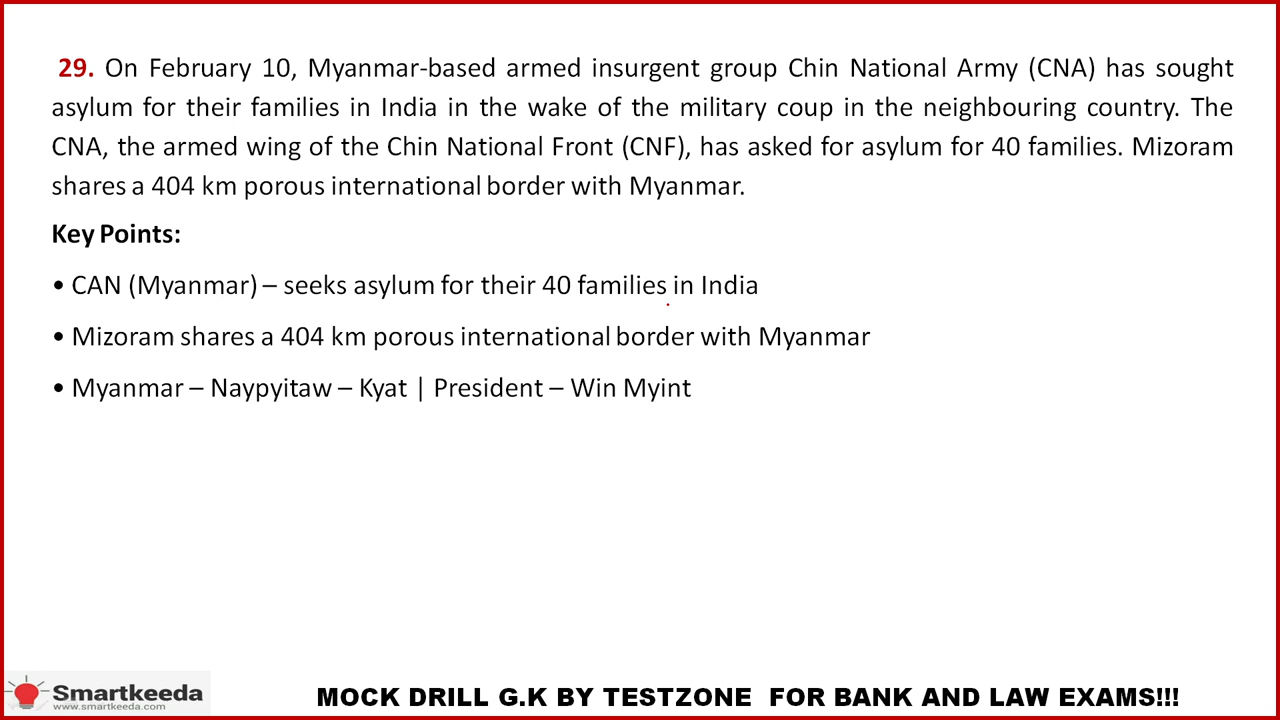 29. On February 10, Myanmar-based armed insurgent group Chin National Army (CNA) has sought
asylum for their families in India in the wake of the military coup in the neighbouring country. The
CNA, the armed wing of the Chin National Front (CNF), has asked for asylum for 40 families. Mizoram
shares a 404 km porous international border with Myanmar.
Key Points:
• CAN (Myanmar) – seeks asylum for their 40 families in India
• Mizoram shares a 404 km porous international border with Myanmar
• Myanmar – Naypyitaw – Kyat | President – Win Myint
Smartkeeda
www.smartkeeda.com
MOCK DRILL G.K BY TESTZONE FOR BANK AND LAW EXAMS!!!